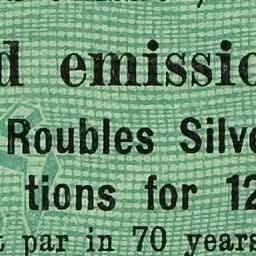 d emissio
Roubles Silve
tions for 12
t par in 70 years